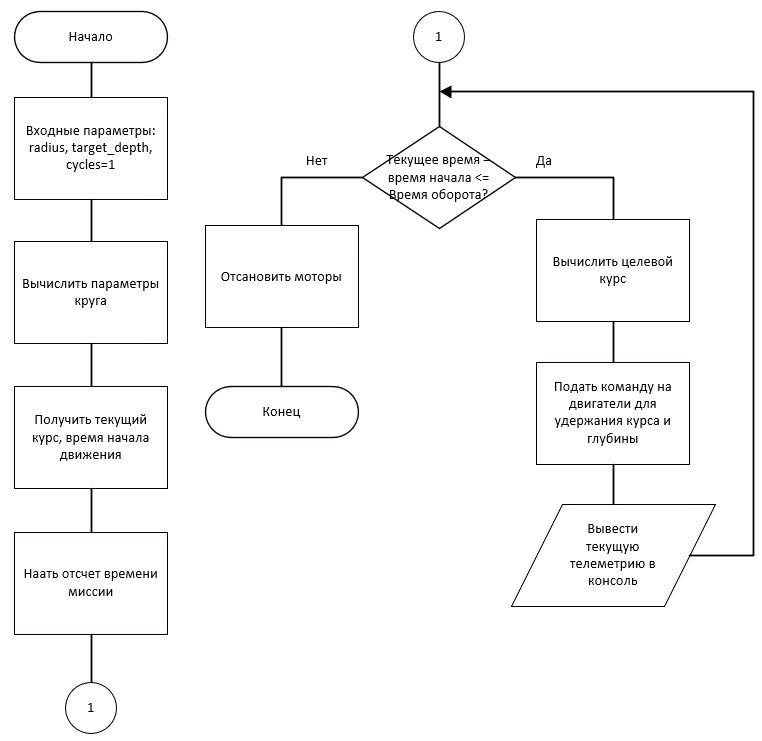 Начало
Входные параметры:
radius, target_depth,
cycles=1
Вычислить параметры
круга
Получить текущий
курс, время начала
движения
Наать отсчет времени
миссии
1
1
Текущее время –
время начала <=
Время оборота?
Нет
Да
Отсановить моторы
Конец
Вычислить целевой
курс
Подать команду на
двигатели для
удержания курса и
глубины
Вывести
текущую
телеметрию в
консоль